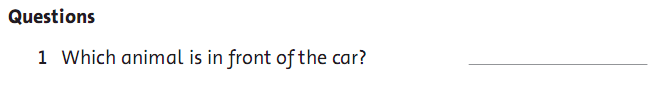 Questions
1 Which animal is in front of the car?